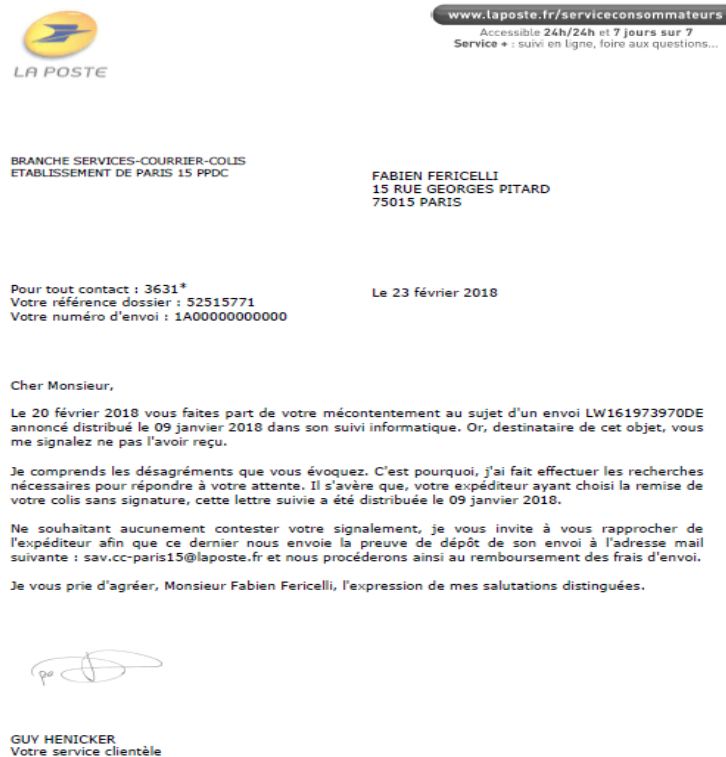 www.laposte.fr/serviceconsommateurs
Accessible 24h/24h et 7 jours sur 7
Service + : suivi en ligne, foire aux questions...
LA POSTE
BRANCHE SERVICES-COURRIER-COLIS
ETABLISSEMENT DE PARIS 15 PPDC
FABIEN FERICELLI
15 RUE GEORGES PITARD
75015 PARIS
Pour tout contact : 3631*
Votre référence dossier : 52515771
Votre numéro d'envoi : 1A00000000000
Le 23 février 2018
Cher Monsieur,
Le 20 février 2018 vous faites part de votre mécontentement au sujet d'un envoi LW161973970DE
annoncé distribué le 09 janvier 2018 dans son suivi informatique. Or, destinataire de cet objet, vous
me signalez ne pas l'avoir reçu.
Je comprends les désagréments que vous évoquez. C'est pourquoi, j'ai fait effectuer les recherches
nécessaires pour répondre à votre attente. Il s'avère que, votre expéditeur ayant choisi la remise de
votre colis sans signature, cette lettre suivie a été distribuée le 09 janvier 2018.
Ne souhaitant aucunement contester votre signalement, je vous invite à vous rapprocher de
l'expéditeur afin que ce dernier nous envoie la preuve de dépôt de son envoi à l'adresse mail
suivante : sav.cc-paris15@laposte.fr et nous procéderons ainsi au remboursement des frais d'envoi.
Je vous prie d'agréer, Monsieur Fabien Fericelli, l'expression de mes salutations distinguées.
po
GUY HENICKER
Votre service clientèle